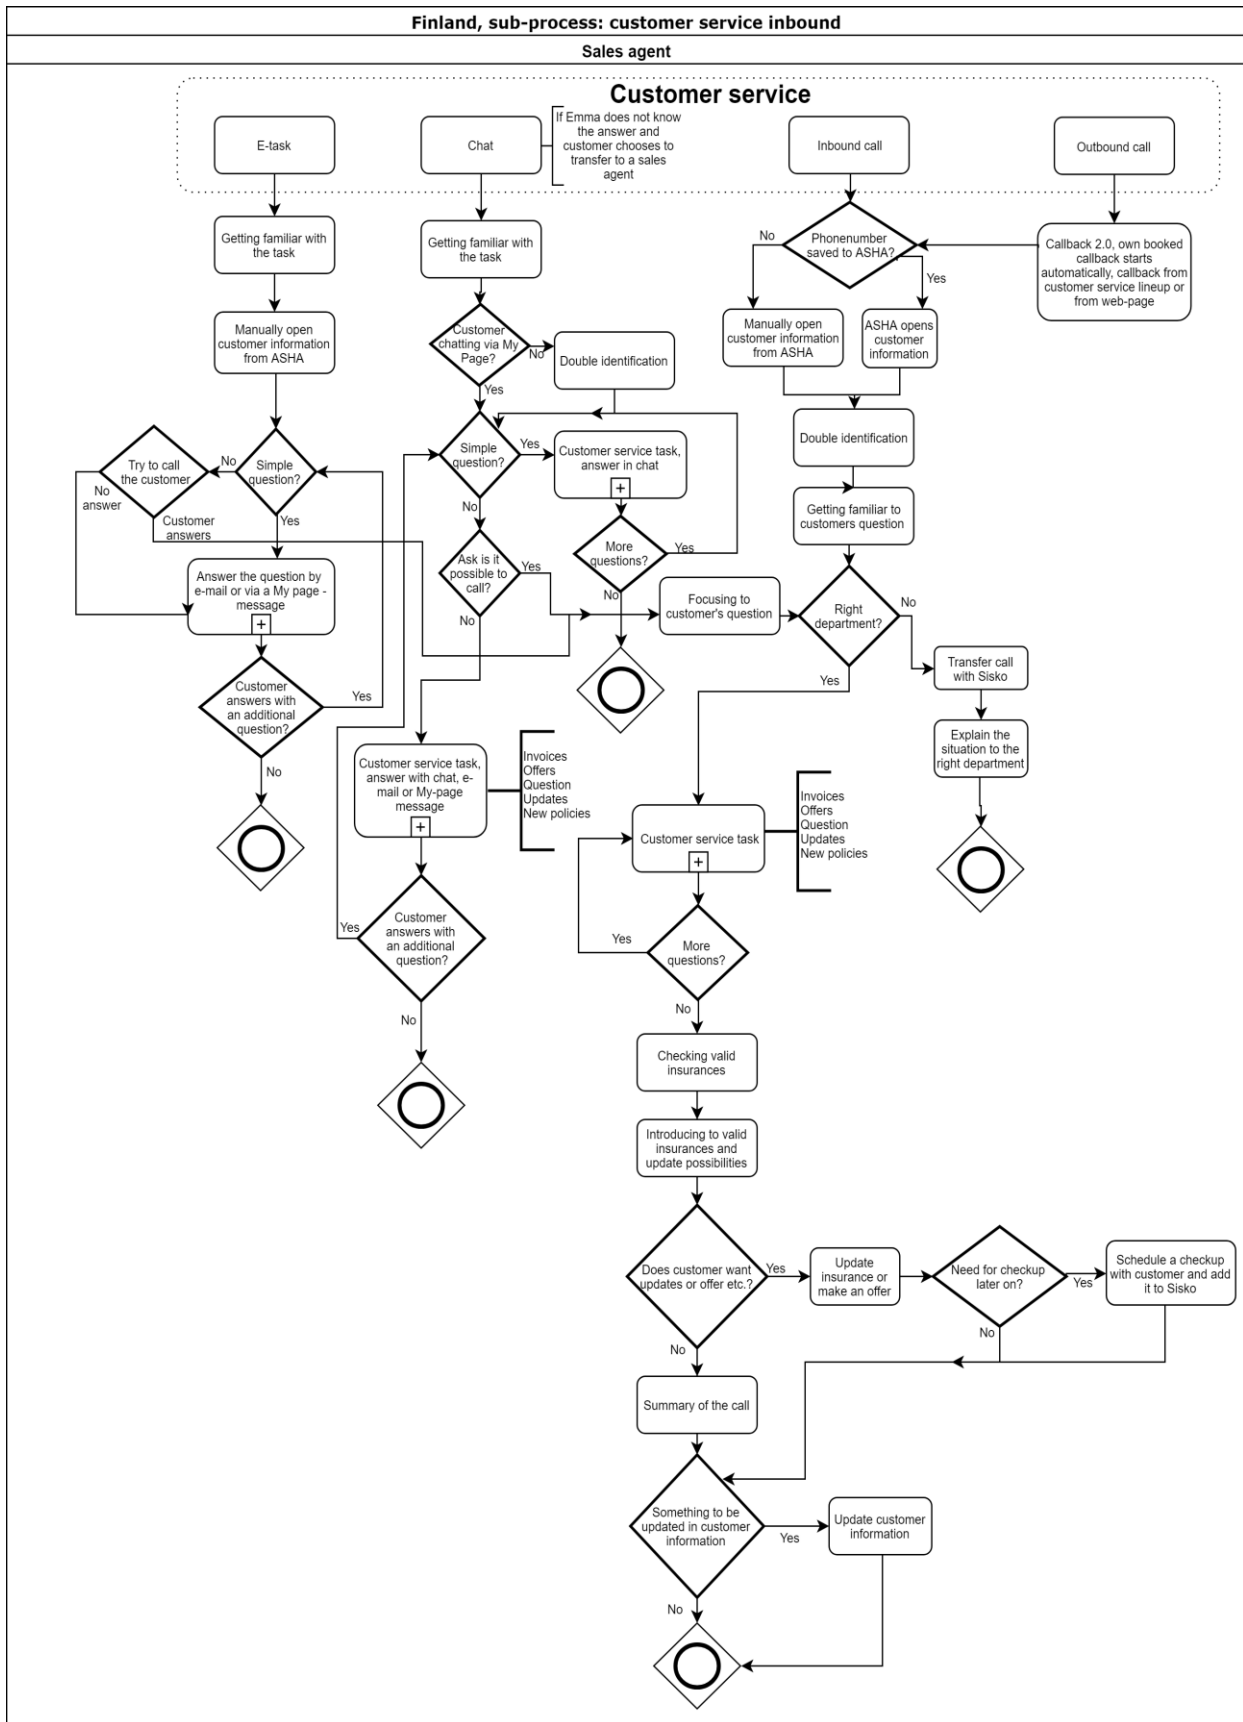 Finland, sub-process: customer service inbound
Sales agent
Customer service
E-task
Chat
If Emma does not know
the answer and
customer chooses to
transfer to a sales
agent
Inbound call
Outbound call
Getting familiar with
the task
Getting familiar with
the task
No
Phonenumber
saved to ASHA?
Yes
Callback 2.0, own booked
callback starts
automatically, callback from
customer service lineup or
from web-page
Manually open
customer information
from ASHA
Customer
chatting via My
Page?
No
Yes
Double identification
Manually open
customer information
from ASHA
ASHA opens
customer
information
Try to call
the customer
No
Simple
question?
Yes
No
answer
Customer
answers
Simple
question?
Yes
No
Customer service task,
answer in chat
+
Double identification
Getting familiar to
customers question
Answer the question by
e-mail or via a My page -
message
+
Ask is it
possible to
call?
Yes
No
More
questions?
Yes
No
Focusing to
customer's question
Right
department?
No
Yes
Customer
answers with
an additional
question?
Yes
No
Transfer call
with Sisko
Explain the
situation to the
right department
Customer service task,
answer with chat, e-
mail or My-page
message
+
Invoices
Offers
Question
Updates
New policies
Customer service task
+
Invoices
Offers
Question
Updates
New policies
Customer
answers with
an additional
question?
Yes
No
More
questions?
Yes
No
Checking valid
insurances
Introducing to valid
insurances and
update possibilities
Does customer want
updates or offer etc.?
Yes
No
Update
insurance or
make an offer
Need for checkup
later on?
Yes
No
Schedule a checkup
with customer and add
it to Sisko
Summary of the call
Something to be
updated in customer
information
Yes
No
Update customer
information